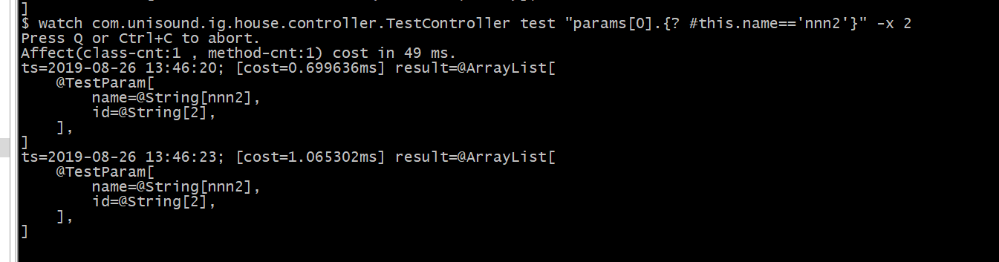 ]
$ watch com.unisound.ig.house.controller.TestController test "params[0].{? #this.name=='nnn2'}" -x 2
Press Q or Ctrl+C to abort.
Affect(class-cnt:1 , method-cnt:1) cost in 49 ms.
ts=2019-08-26 13:46:20; [cost=0.699636ms] result=@ArrayList[
    @TestParam[
        name=@String[nnn2],
        id=@String[2],
    ],
]
ts=2019-08-26 13:46:23; [cost=1.065302ms] result=@ArrayList[
    @TestParam[
        name=@String[nnn2],
        id=@String[2],
    ],
]